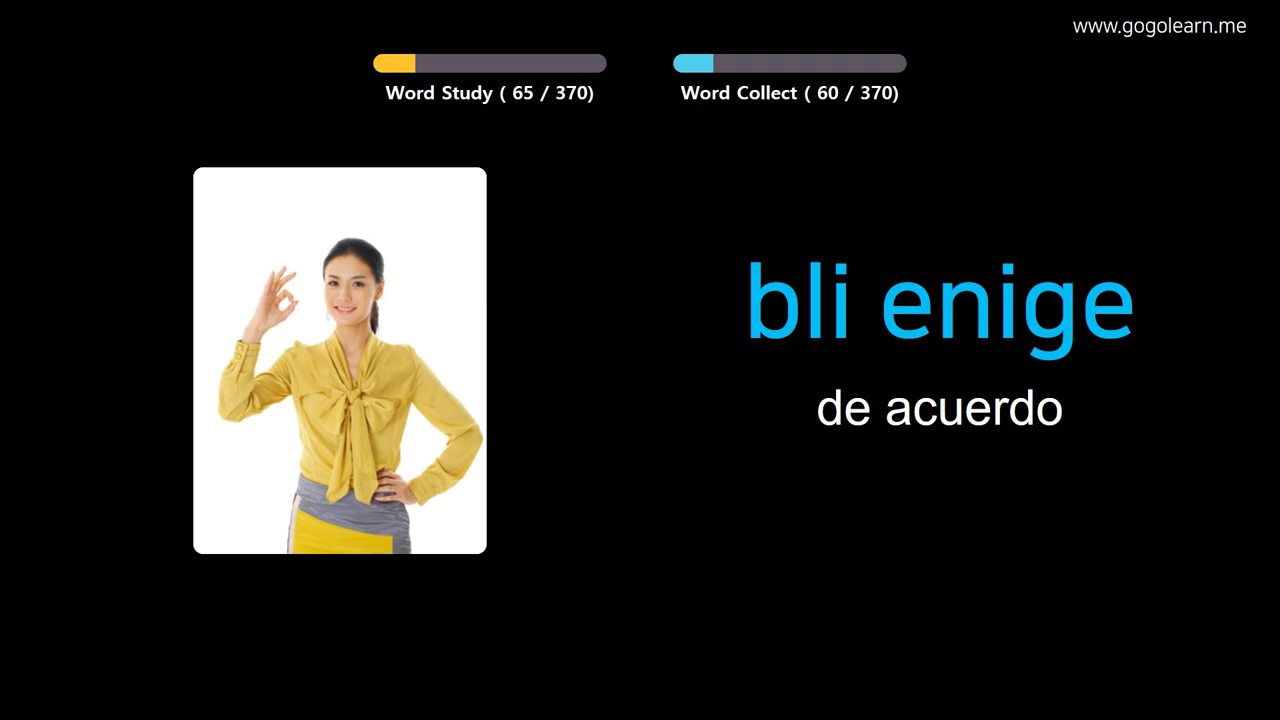 www.gogolearn.me
Word Study ( 65 / 370)
Word Collect ( 60 / 370)
bli enige
de acuerdo